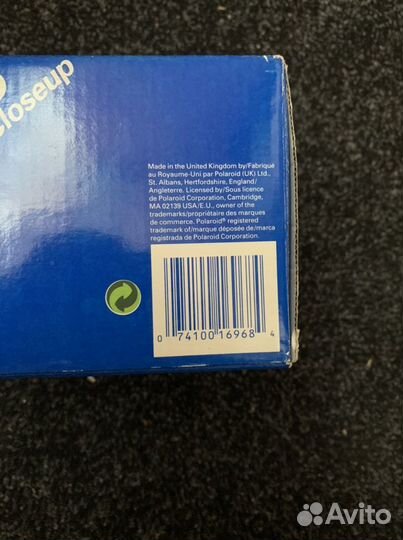 closeup
Made in the United Kingdom by/Fabriqué
au Royaume-Uni par Polaroid (UK) Ltd.,
St. Albans, Hertfordshire, England/
Angleterre. Licensed by/Sous licence
de Polaroid Corporation, Cambridge,
MA 02139 USA/E.U., owner of the
trademarks/propriétaire des marques
de commerce. Polaroid® registered
trademark of/marque déposée de/marca
registrada de Polaroid Corporation.
0 74100 16968 4
Avito